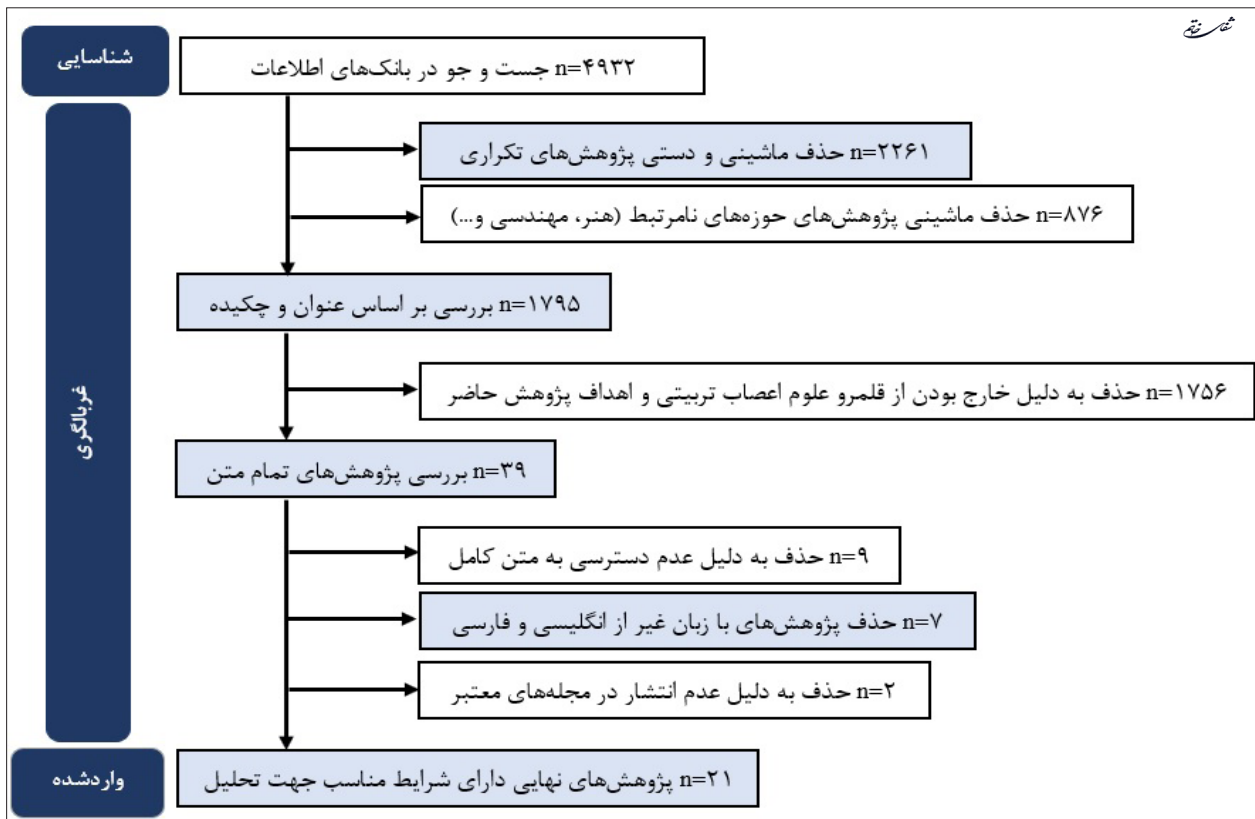 شفای خاتم
شناسایی
n=۴۹۳۲ جست و جو در بانک‌های اطلاعات
n=۲۲۶۱ حذف ماشینی و دستی پژوهش‌های تکراری
n=۸۷۶ حذف ماشینی پژوهش‌های حوزه‌های نامرتبط (هنر، مهندسی و...)
غربالگری
n=۱۷۹۵ بررسی بر اساس عنوان و چکیده
n=۱۷۵۶ حذف به دلیل خارج بودن از قلمرو علوم اعصاب تربیتی و اهداف پژوهش حاضر
n=۳۹ بررسی پژوهش‌های تمام متن
n=۹ حذف به دلیل عدم دسترسی به متن کامل
n=۷ حذف پژوهش‌های با زبان غیر از انگلیسی و فارسی
n=۲ حذف به دلیل عدم انتشار در مجله‌های معتبر
واردشده
n=۲۱ پژوهش‌های نهایی دارای شرایط مناسب جهت تحلیل